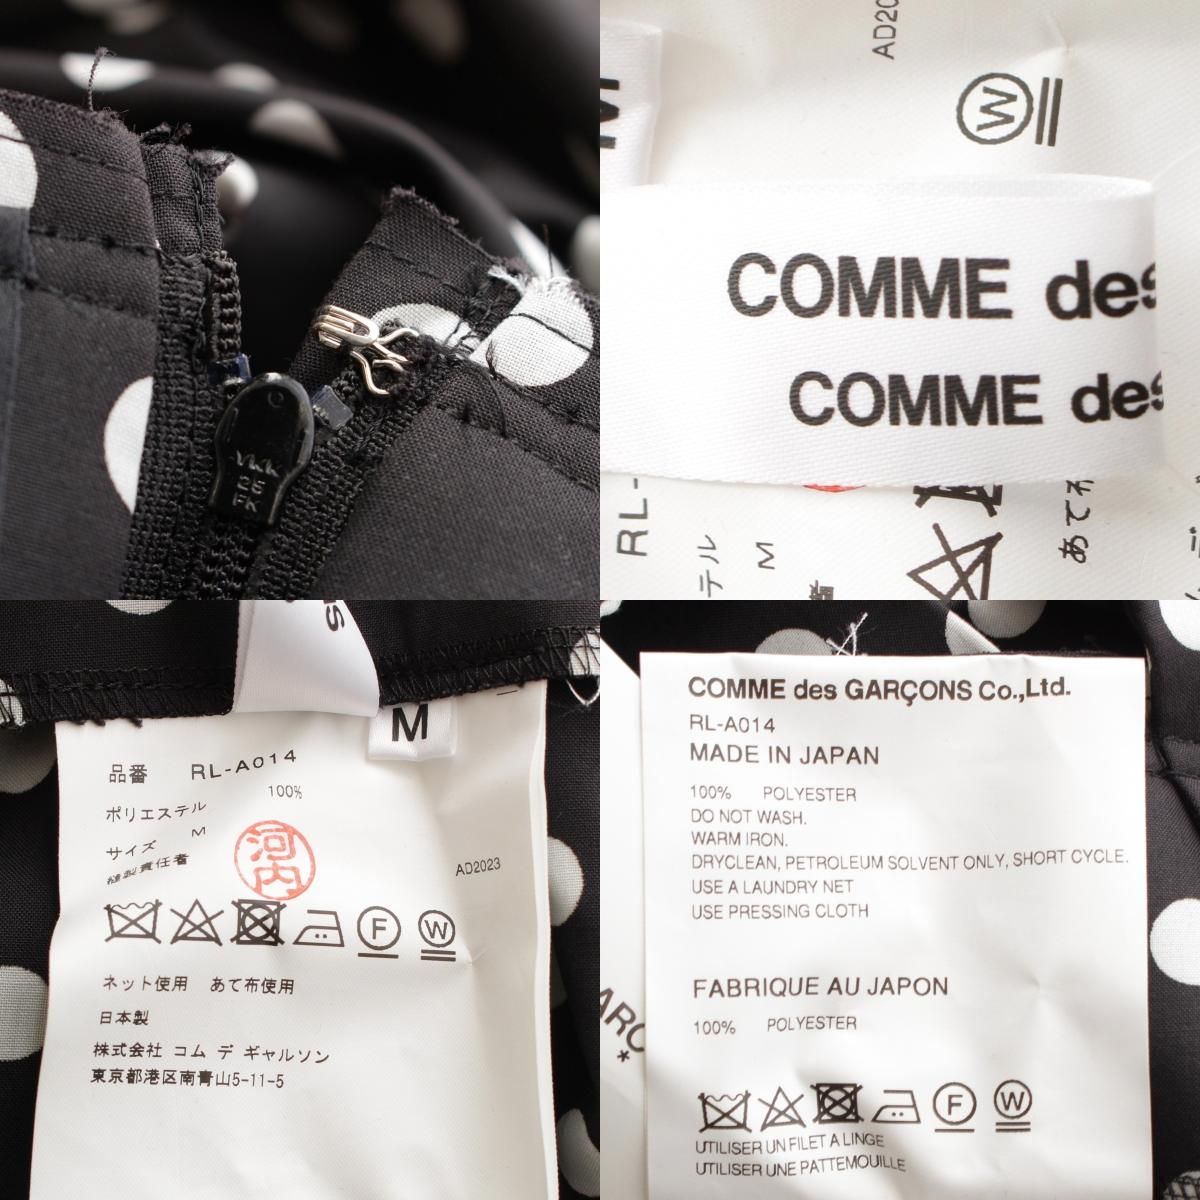 YKK
25
FK
AD20
W
M
COMME des
COMME des
RL-
テル
M
あて
M
品番 RL-A014
ポリエステル 100%
サイズ M
縫製責任者
河内
AD2023
F W
ネット使用 あて布使用
日本製
株式会社 コム デ ギャルソン
東京都港区南青山5-11-5
COMME des GARÇONS Co.,Ltd.
RL-A014
MADE IN JAPAN
100% POLYESTER
DO NOT WASH.
WARM IRON.
DRYCLEAN, PETROLEUM SOLVENT ONLY, SHORT CYCLE.
USE A LAUNDRY NET
USE PRESSING CLOTH
FABRIQUE AU JAPON
100% POLYESTER
F W
UTILISER UN FILET A LINGE
UTILISER UNE PATTEMOUILLE
ARC
*